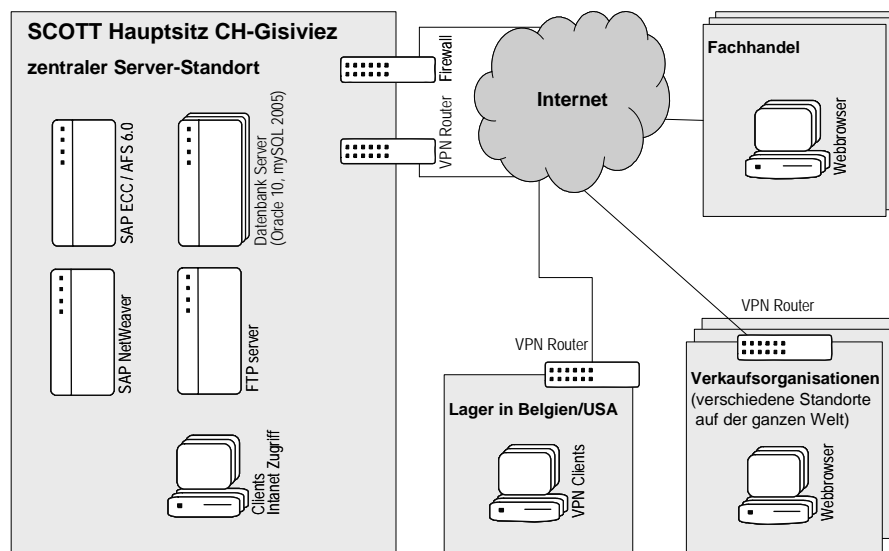 SCOTT Hauptsitz CH-Gisiviez
zentraler Server-Standort
SAP ECC / AFS 6.0
Datenbank Server
(Oracle 10, mySQL 2005)
SAP NetWeaver
FTP server
Clients
Intanet Zugriff
Firewall
VPN Router
Internet
Fachhandel
Webbrowser
VPN Router
Lager in Belgien/USA
VPN Clients
VPN Router
Verkaufsorganisationen
(verschiedene Standorte
auf der ganzen Welt)
Webbrowser